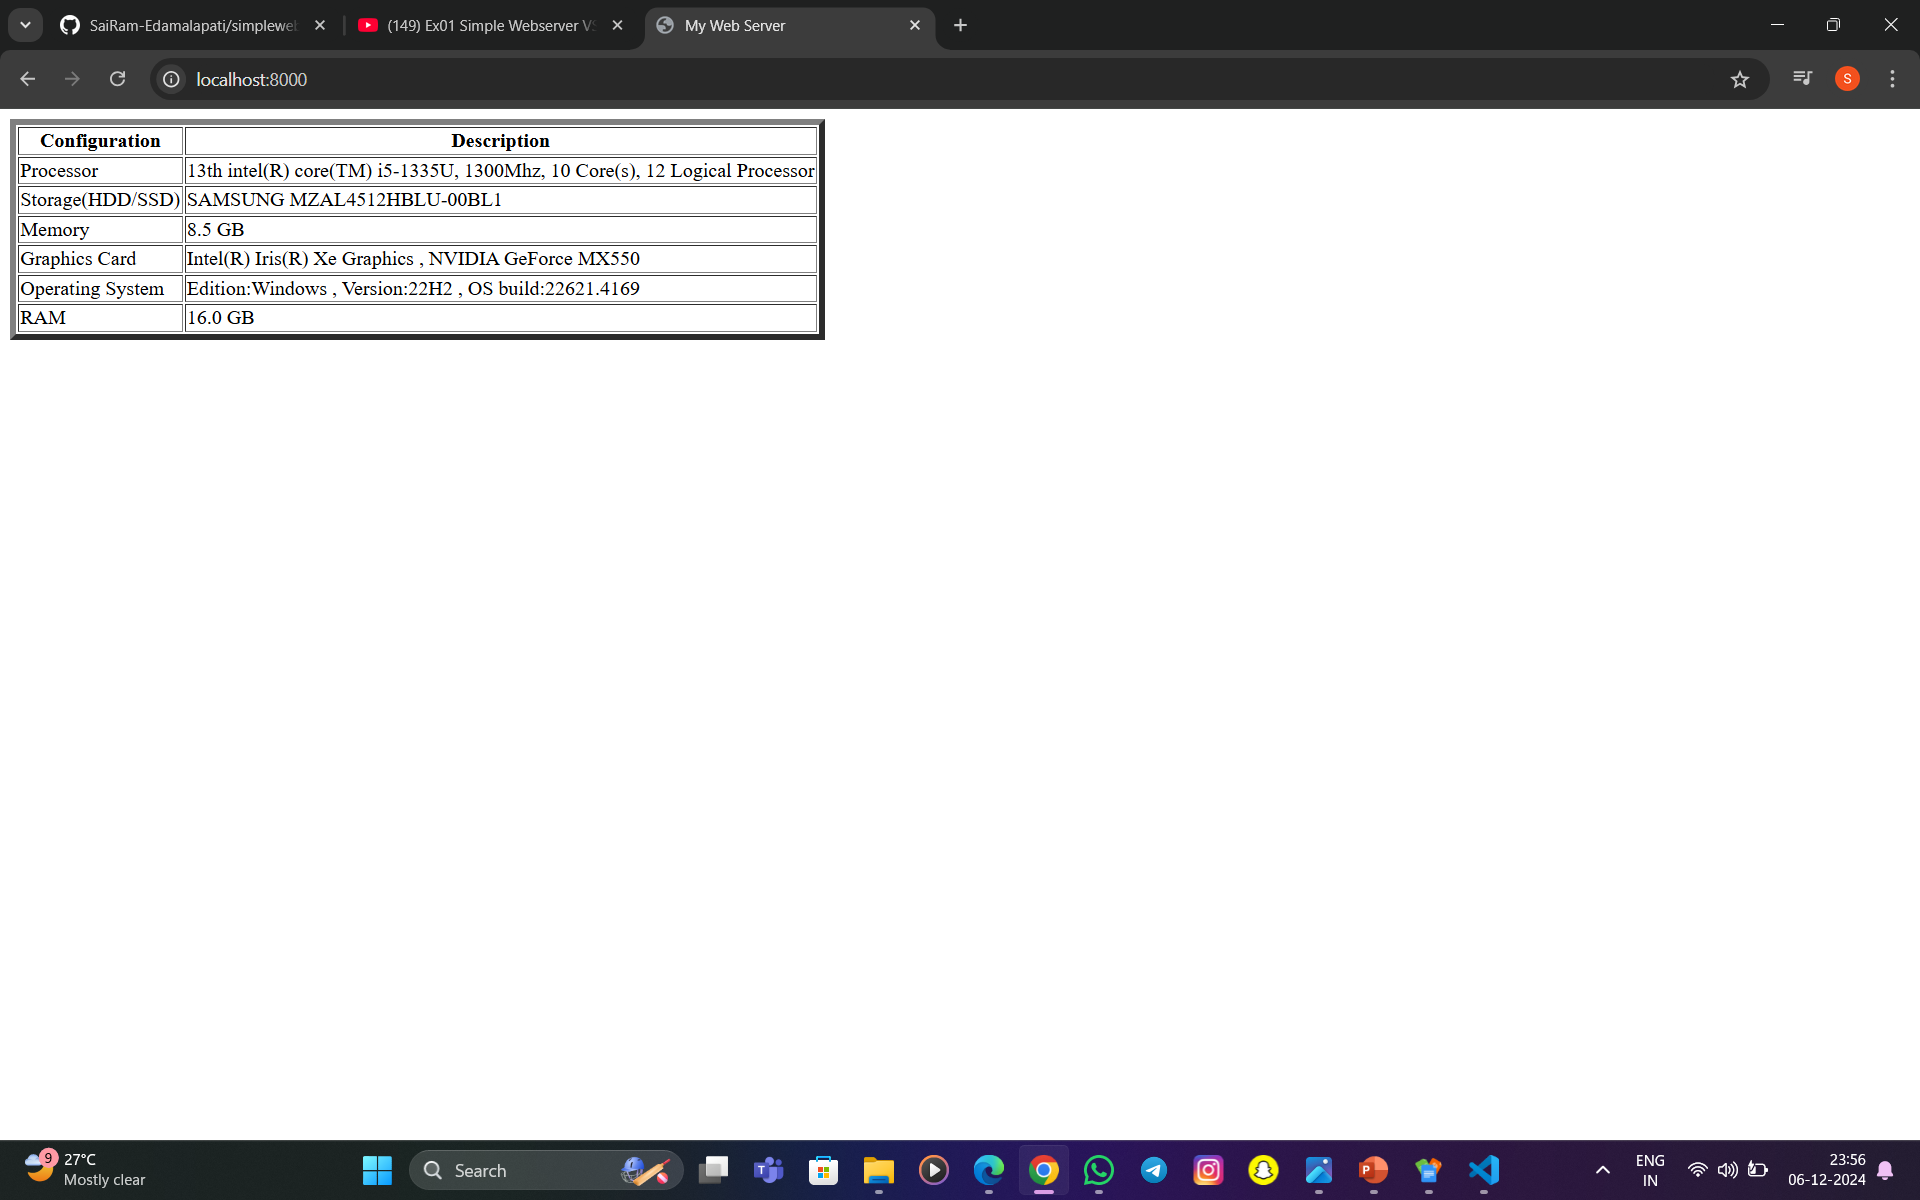 SaiRam-Edamalapati/simpleweb
(149) Ex01 Simple Webserver VS
My Web Server
localhost:8000
S
Configuration Description
Processor 13th intel(R) core(TM) i5-1335U, 1300Mhz, 10 Core(s), 12 Logical Processor
Storage(HDD/SSD) SAMSUNG MZAL4512HBLU-00BL1
Memory 8.5 GB
Graphics Card Intel(R) Iris(R) Xe Graphics , NVIDIA GeForce MX550
Operating System Edition:Windows , Version:22H2 , OS build:22621.4169
RAM 16.0 GB
9
27°C
Mostly clear
Search
ENG
IN
23:56
06-12-2024